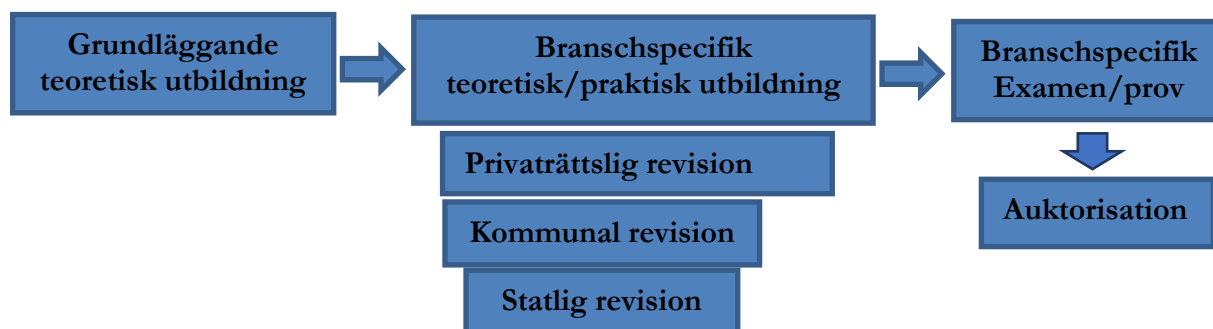 Grundläggande
teoretisk utbildning
Branschspecifik
teoretisk/praktisk utbildning
Branschspecifik
Examen/prov
Privaträttslig revision
Kommunal revision
Statlig revision
Auktorisation